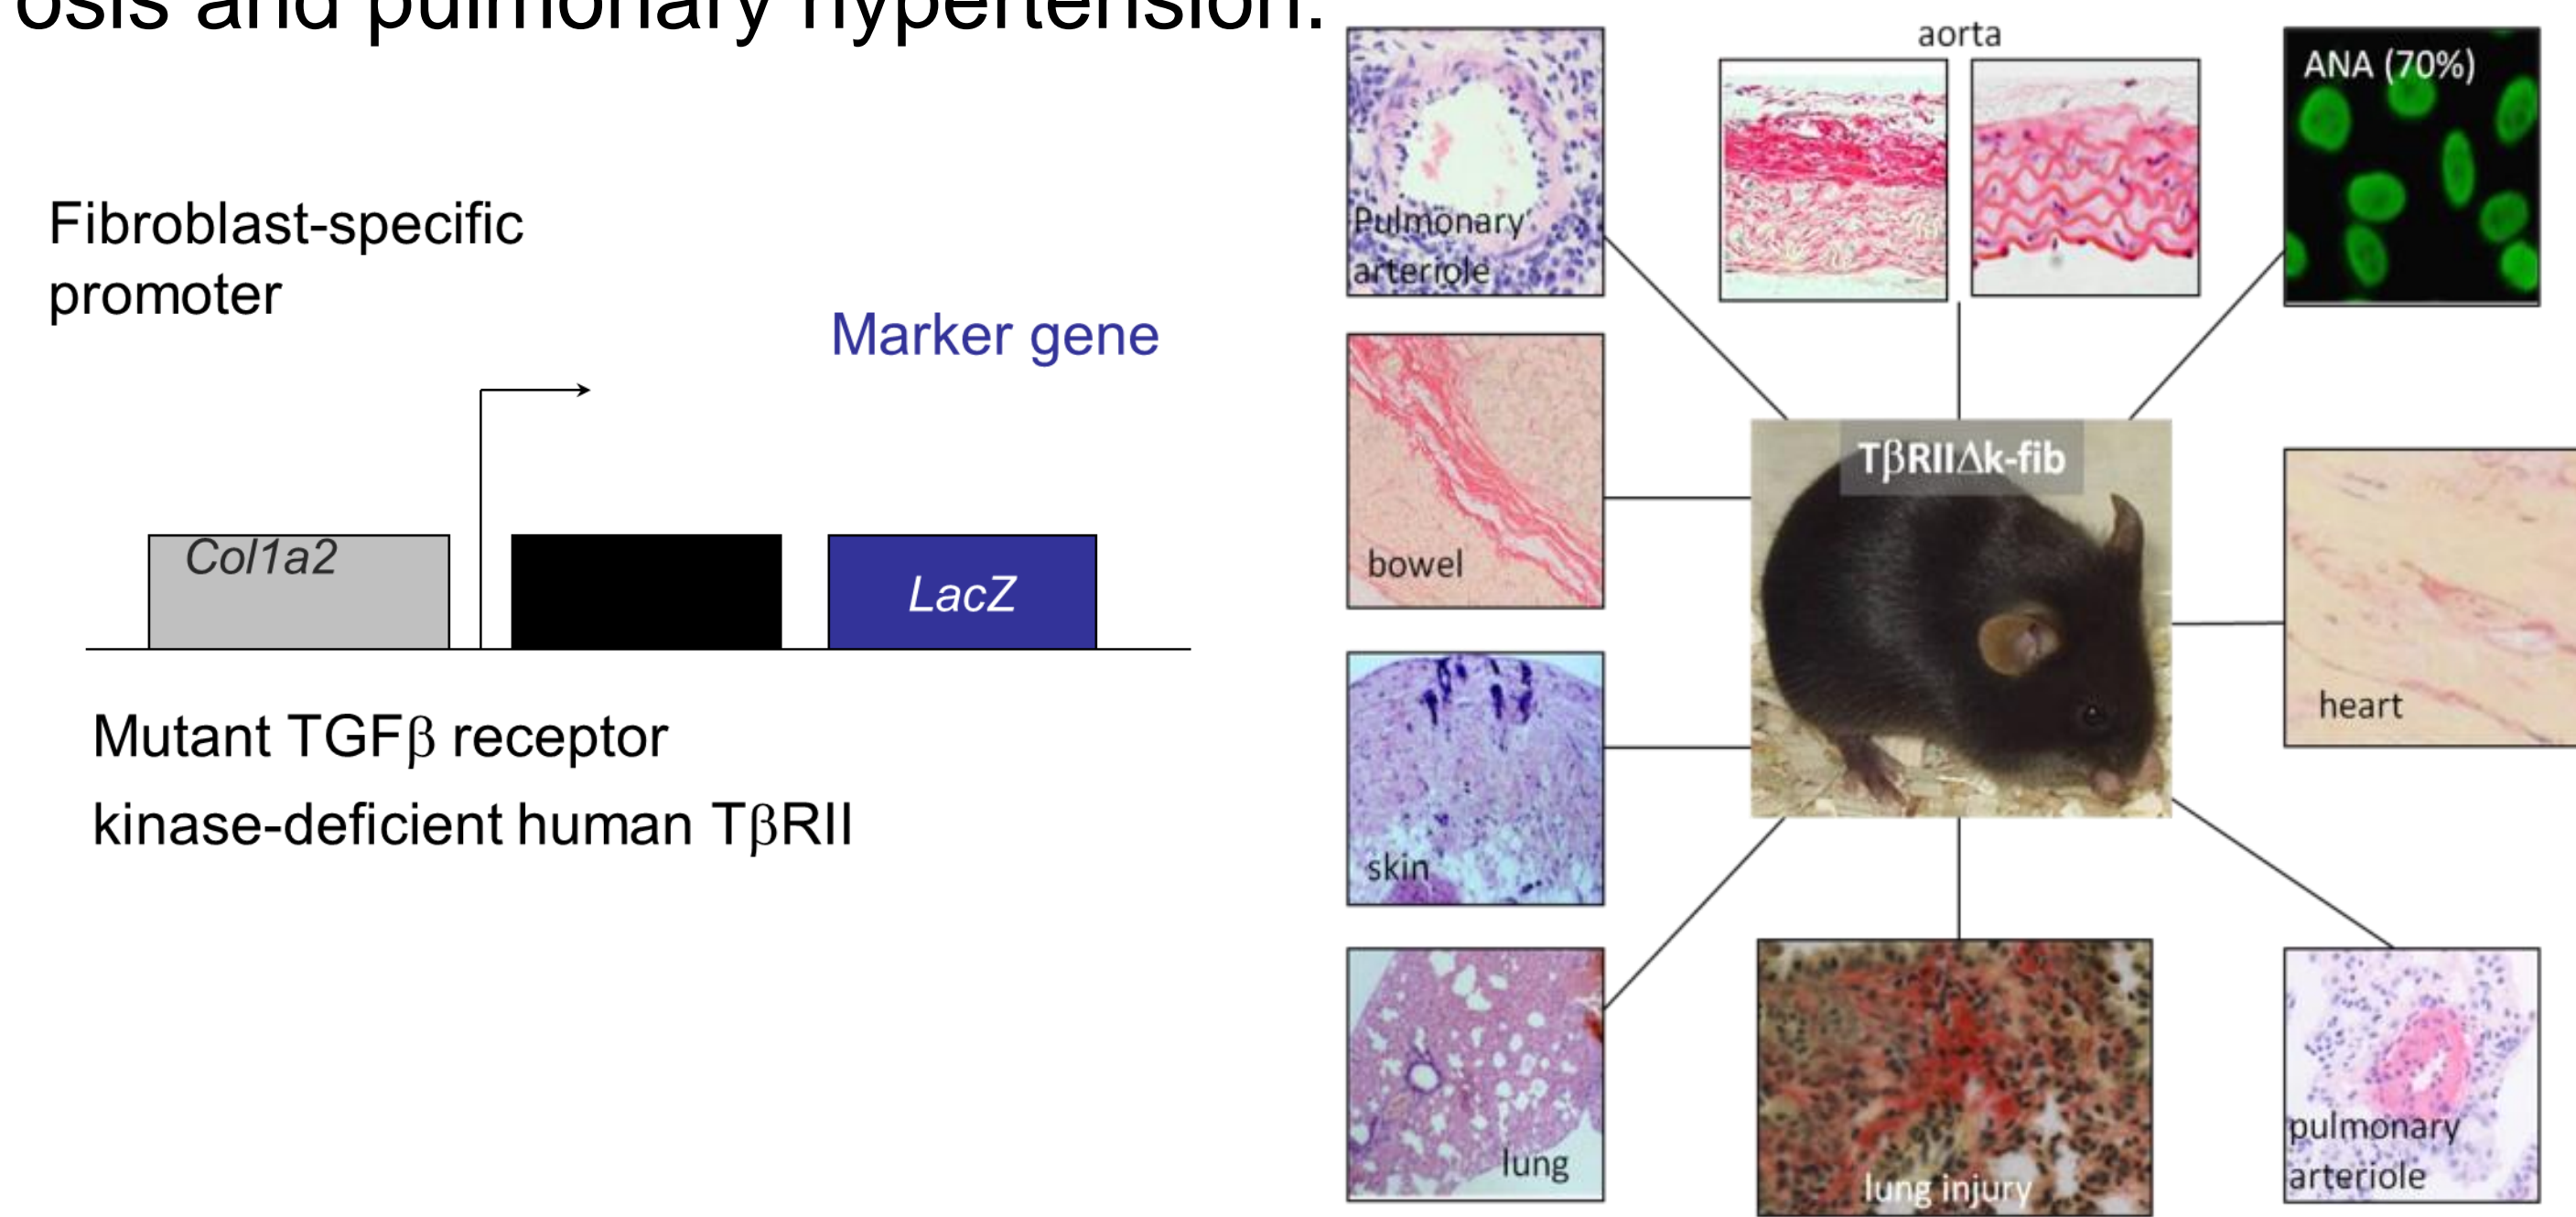 osis and pulmonary hypertension.
Fibroblast-specific
promoter
Marker gene
Col1a2
LacZ
Mutant TGFβ receptor
kinase-deficient human TβRII
aorta
ANA (70%)
Pulmonary
arteriole
TβRIIΔk-fib
bowel
heart
skin
lung
lung injury
pulmonary
arteriole